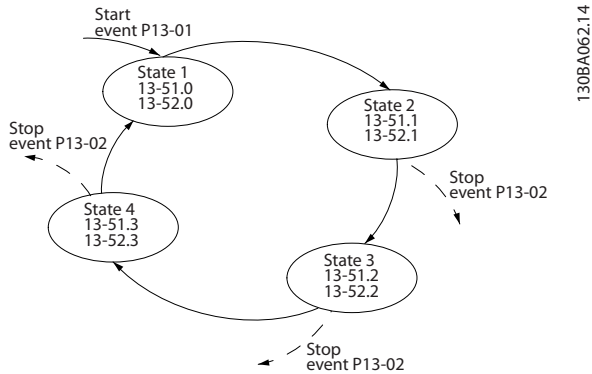 Start
event P13-01
130BA062.14
State 1
13-51.0
13-52.0
State 2
13-51.1
13-52.1
Stop
event P13-02
Stop
event P13-02
State 4
13-51.3
13-52.3
State 3
13-51.2
13-52.2
Stop
event P13-02